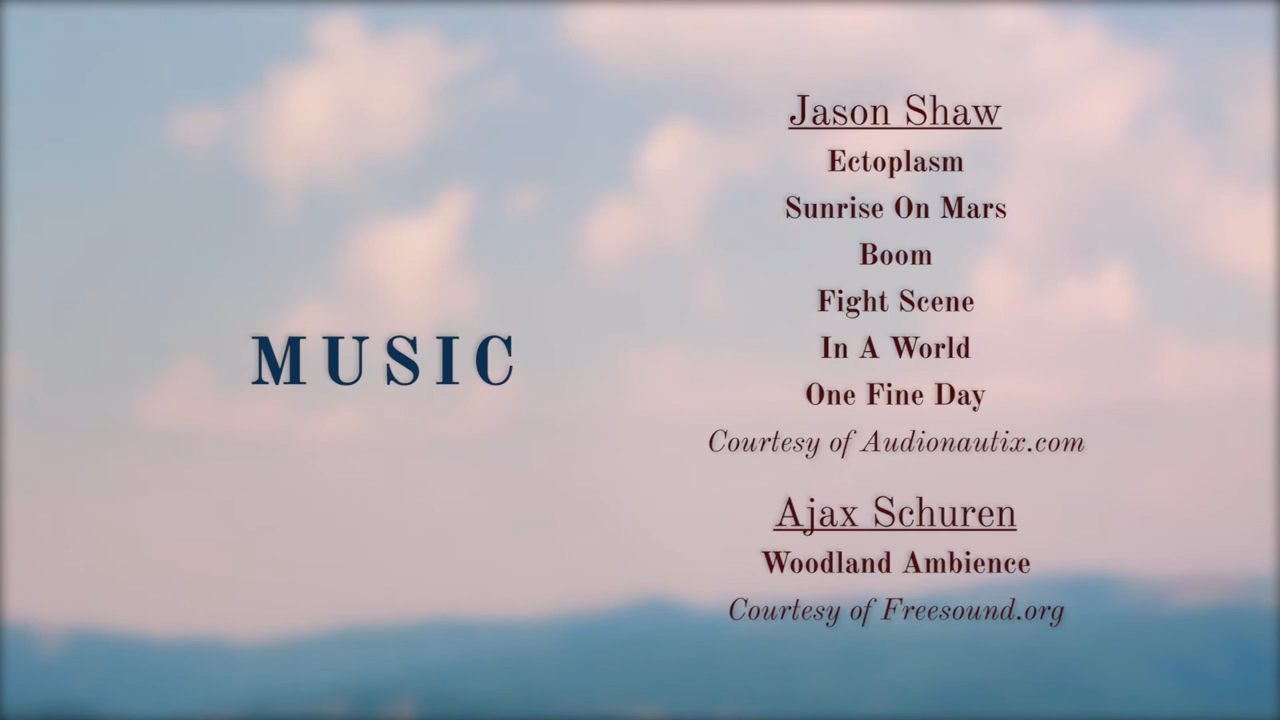 MUSIC
Jason Shaw
Ectoplasm
Sunrise On Mars
Boom
Fight Scene
In A World
One Fine Day
Courtesy of Audionautix.com
Ajax Schuren
Woodland Ambience
Courtesy of Freesound.org